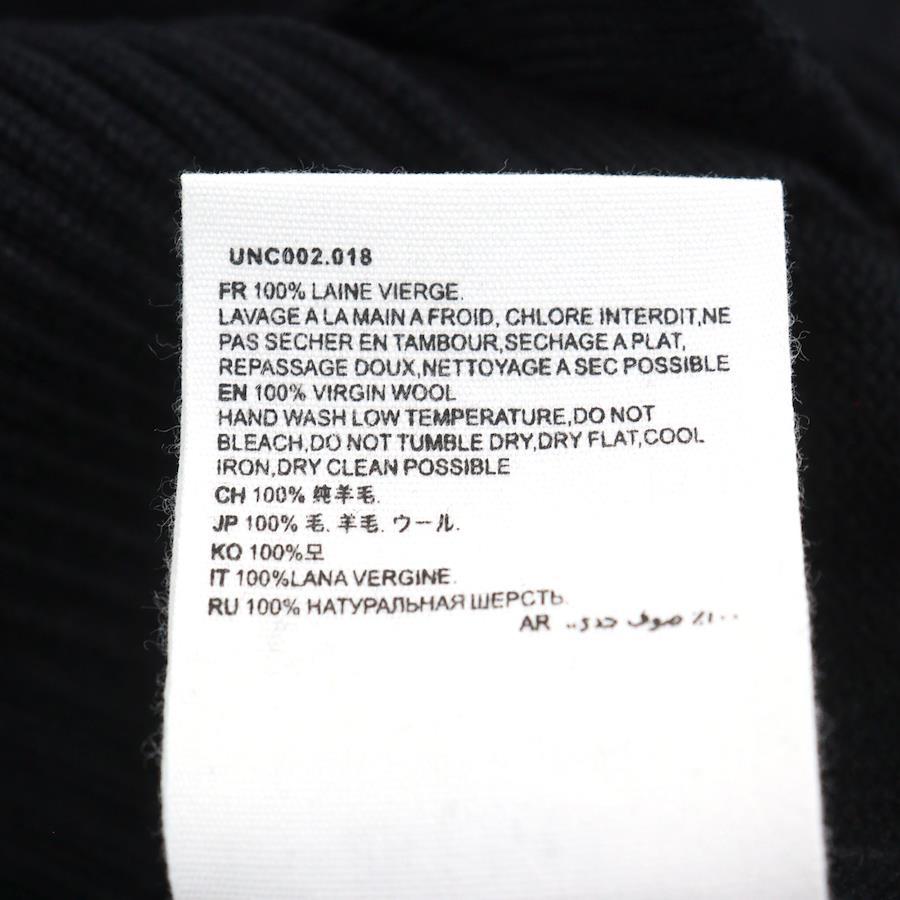 UNC002.018
FR 100% LAINE VIERGE.
LAVAGE A LA MAIN A FROID, CHLORE INTERDIT,NE
PAS SECHER EN TAMBOUR,SECHAGE A PLAT,
REPASSAGE DOUX,NETTOYAGE A SEC POSSIBLE
EN 100% VIRGIN WOOL
HAND WASH LOW TEMPERATURE,DO NOT
BLEACH,DO NOT TUMBLE DRY,DRY FLAT,COOL
IRON,DRY CLEAN POSSIBLE
CH 100% 纯羊毛.
JP 100% 毛. 羊毛. ウール.
KO 100%모
IT 100%LANA VERGINE.
RU 100% НАТУРАЛЬНАЯ ШЕРСТЬ.
AR ١٠٠٪ صوف